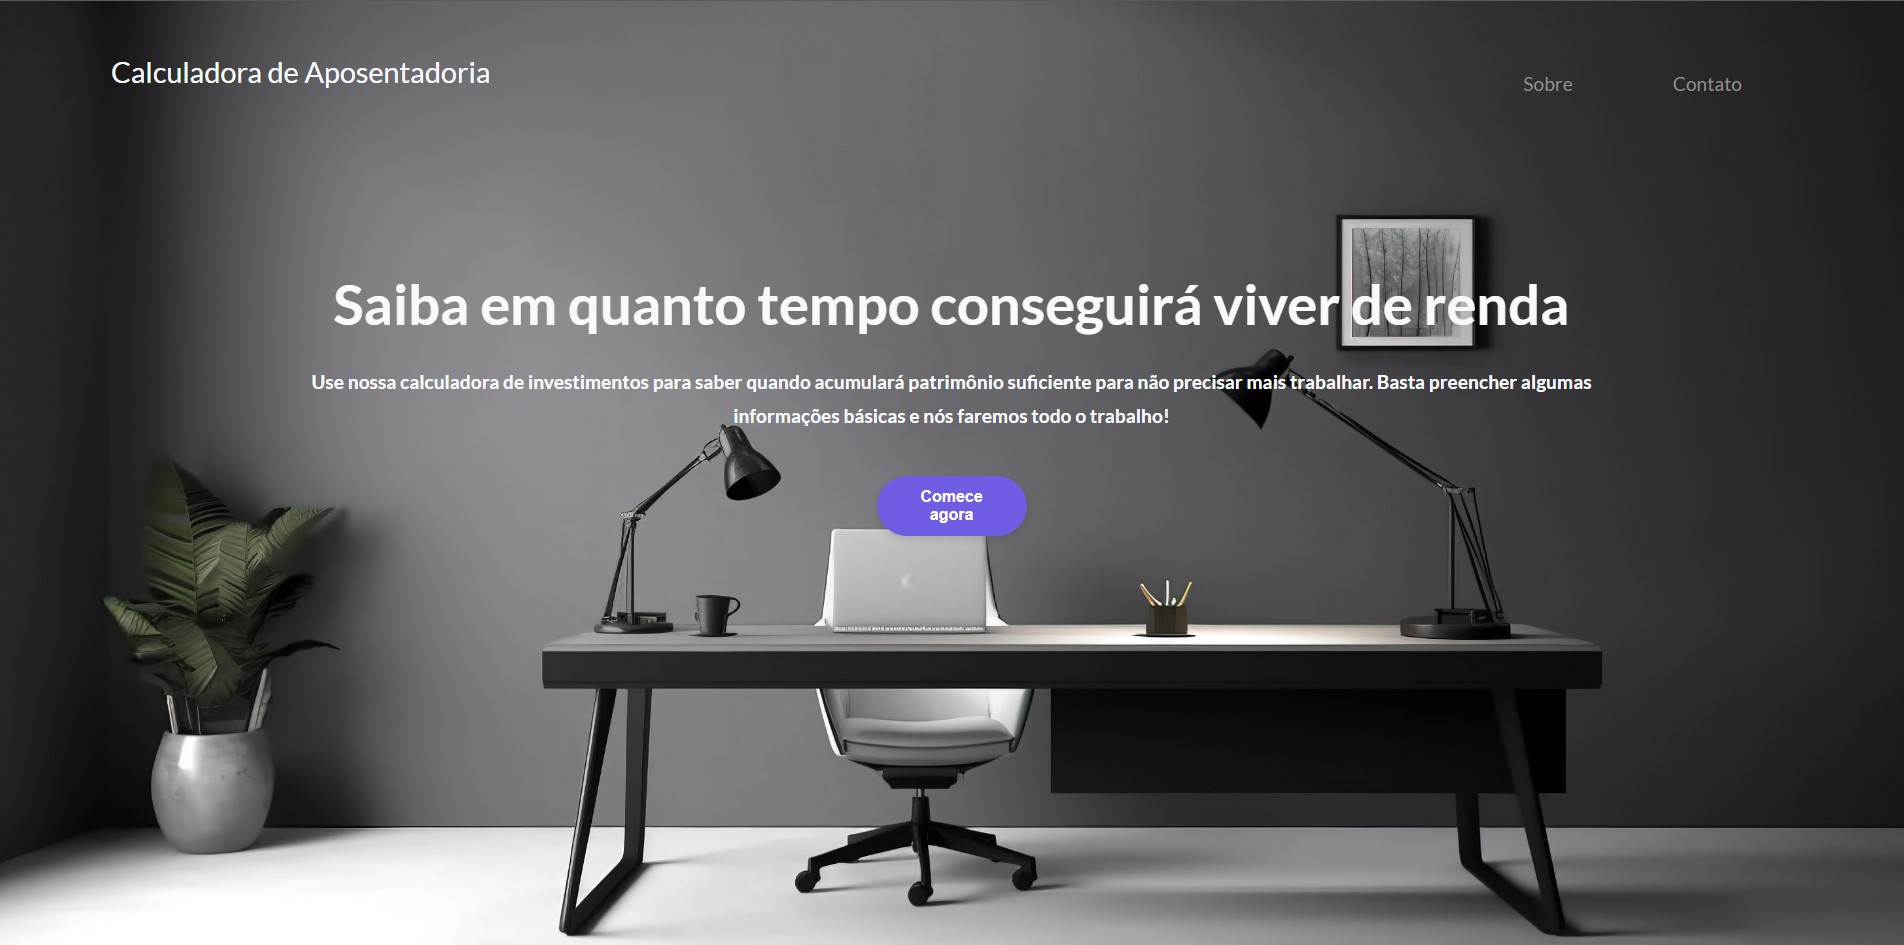 Calculadora de Aposentadoria
Sobre
Contato
Saiba em quanto tempo conseguirá viver de renda
Use nossa calculadora de investimentos para saber quando acumulará patrimônio suficiente para não precisar mais trabalhar. Basta preencher algumas
informações básicas e nós faremos todo o trabalho!
Comece
agora